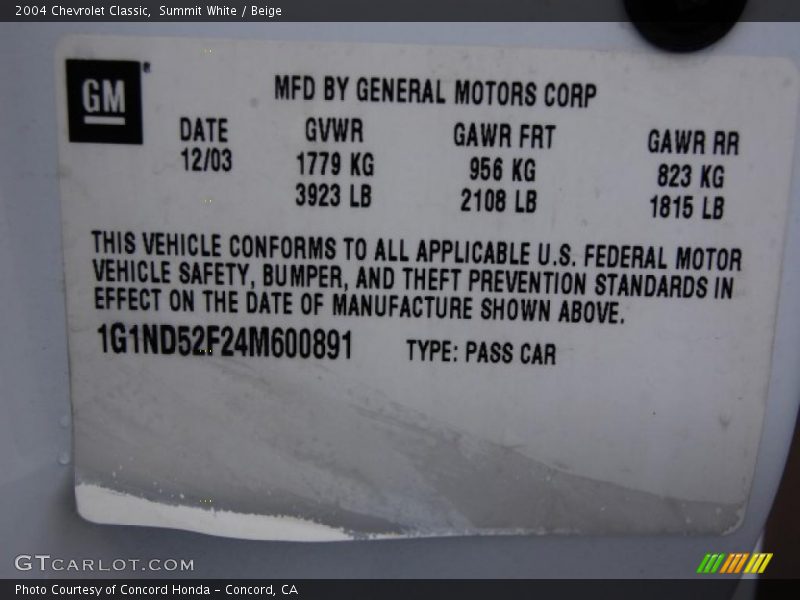 2004 Chevrolet Classic, Summit White / Beige
GM®
MFD BY GENERAL MOTORS CORP
DATE GVWR GAWR FRT GAWR RR
12/03 1779 KG 956 KG 823 KG
3923 LB 2108 LB 1815 LB
THIS VEHICLE CONFORMS TO ALL APPLICABLE U.S. FEDERAL MOTOR
VEHICLE SAFETY, BUMPER, AND THEFT PREVENTION STANDARDS IN
EFFECT ON THE DATE OF MANUFACTURE SHOWN ABOVE.
1G1ND52F24M600891 TYPE: PASS CAR
GTCARLOT.COM
Photo Courtesy of Concord Honda - Concord, CA